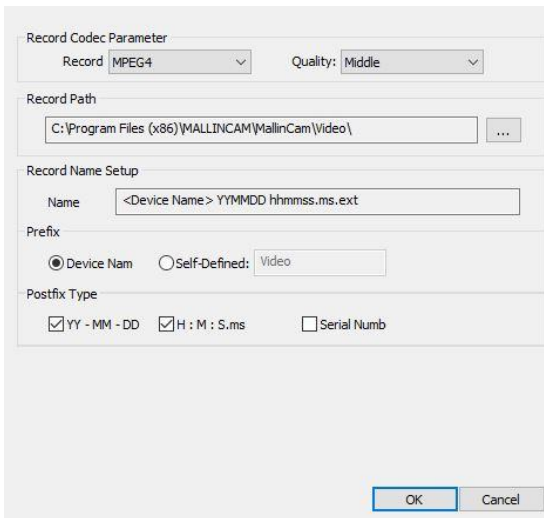 Record Codec Parameter
Record MPEG4 Quality: Middle
Record Path
C:\Program Files (x86)\MALLINCAM\MallinCam\Video\ ...
Record Name Setup
Name <Device Name> YYMMDD hhmmss.ms.ext
Prefix
Device Nam Self-Defined: Video
Postfix Type
YY - MM - DD H : M : S.ms Serial Numb
OK Cancel